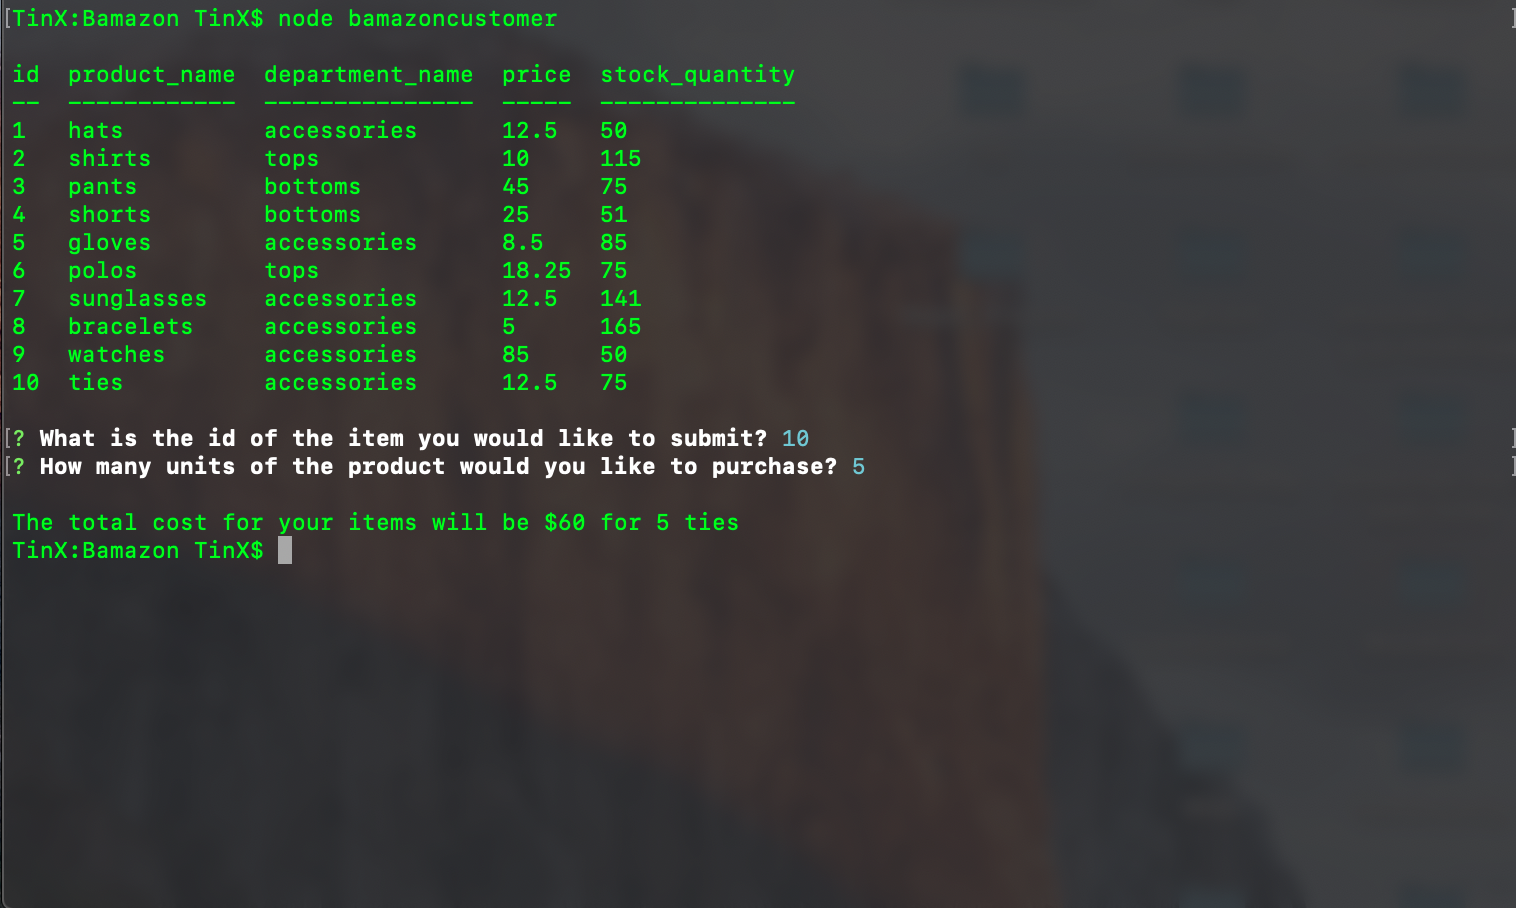 [TinX:Bamazon TinX$ node bamazoncustomer ]
id product_name department_name price stock_quantity
-- ------------ --------------- ----- --------------
1 hats accessories 12.5 50
2 shirts tops 10 115
3 pants bottoms 45 75
4 shorts bottoms 25 51
5 gloves accessories 8.5 85
6 polos tops 18.25 75
7 sunglasses accessories 12.5 141
8 bracelets accessories 5 165
9 watches accessories 85 50
10 ties accessories 12.5 75
[? What is the id of the item you would like to submit? 10 ]
[? How many units of the product would you like to purchase? 5 ]
The total cost for your items will be $60 for 5 ties
TinX:Bamazon TinX$